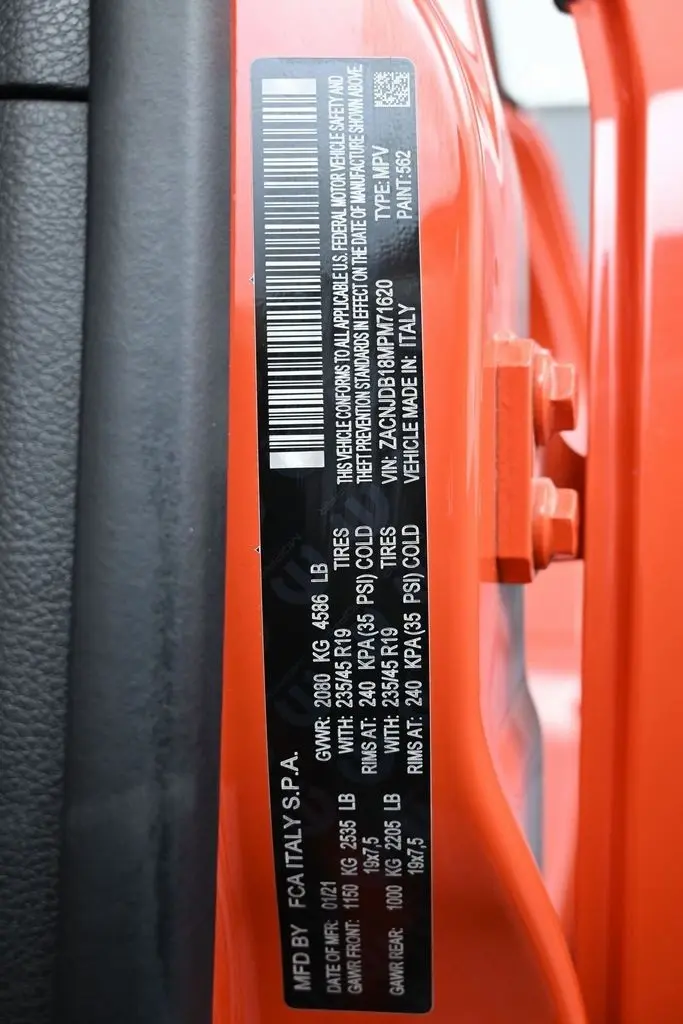 MFD BY FCA ITALY S.P.A.
DATE OF MFR: 01/21 GVWR: 2080 KG 4586 LB
GAWR FRONT: 1150 KG 2535 LB WITH: 235/45 R19 TIRES
19x7,5 RIMS AT: 240 KPA (35 PSI) COLD
GAWR REAR: 1000 KG 2205 LB WITH: 235/45 R19 TIRES
19x7,5 RIMS AT: 240 KPA (35 PSI) COLD
THIS VEHICLE CONFORMS TO ALL APPLICABLE U.S. FEDERAL MOTOR VEHICLE SAFETY AND
THEFT PREVENTION STANDARDS IN EFFECT ON THE DATE OF MANUFACTURE SHOWN ABOVE.
VIN: ZACNJDB18MPM71620 TYPE: MPV
VEHICLE MADE IN: ITALY PAINT: 562